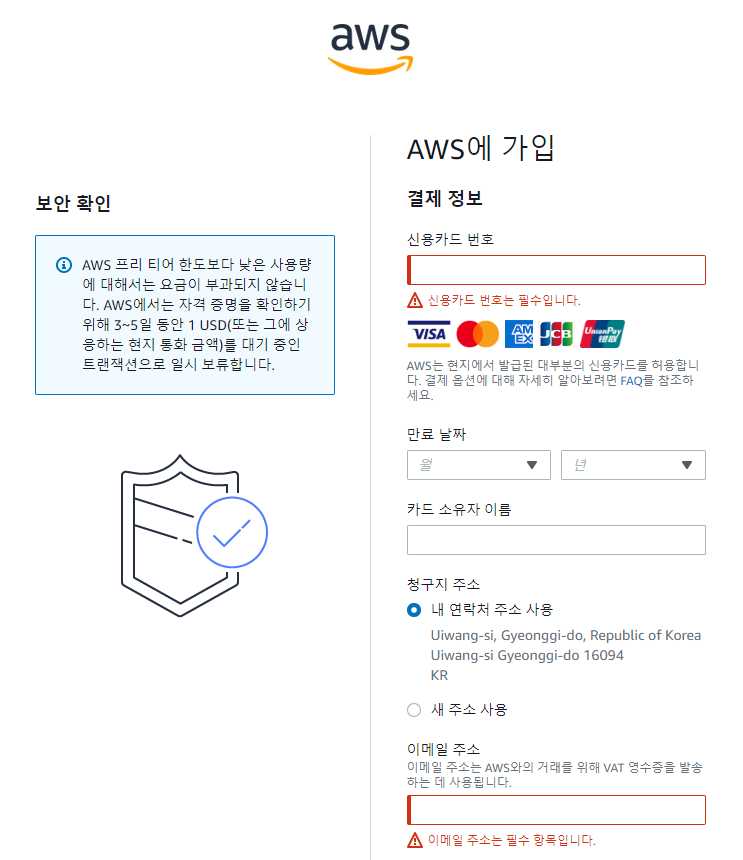 aws
보안 확인
AWS 프리 티어 한도보다 낮은 사용량
에 대해서는 요금이 부과되지 않습니
다. AWS에서는 자격 증명을 확인하기
위해 3~5일 동안 1 USD(또는 그에 상
응하는 현지 통화 금액)를 대기 중인
트랜잭션으로 일시 보류합니다.
AWS에 가입
결제 정보
신용카드 번호
신용카드 번호는 필수입니다.
VISA AM EX JCB UnionPay 银联
AWS는 현지에서 발급된 대부분의 신용카드를 허용합니
다. 결제 옵션에 대해 자세히 알아보려면 FAQ를 참조하
세요.
만료 날짜
월 년
카드 소유자 이름
청구지 주소
내 연락처 주소 사용
Uiwang-si, Gyeonggi-do, Republic of Korea
Uiwang-si Gyeonggi-do 16094
KR
새 주소 사용
이메일 주소
이메일 주소는 AWS와의 거래를 위해 VAT 영수증을 발송
하는 데 사용됩니다.
이메일 주소는 필수 항목입니다.